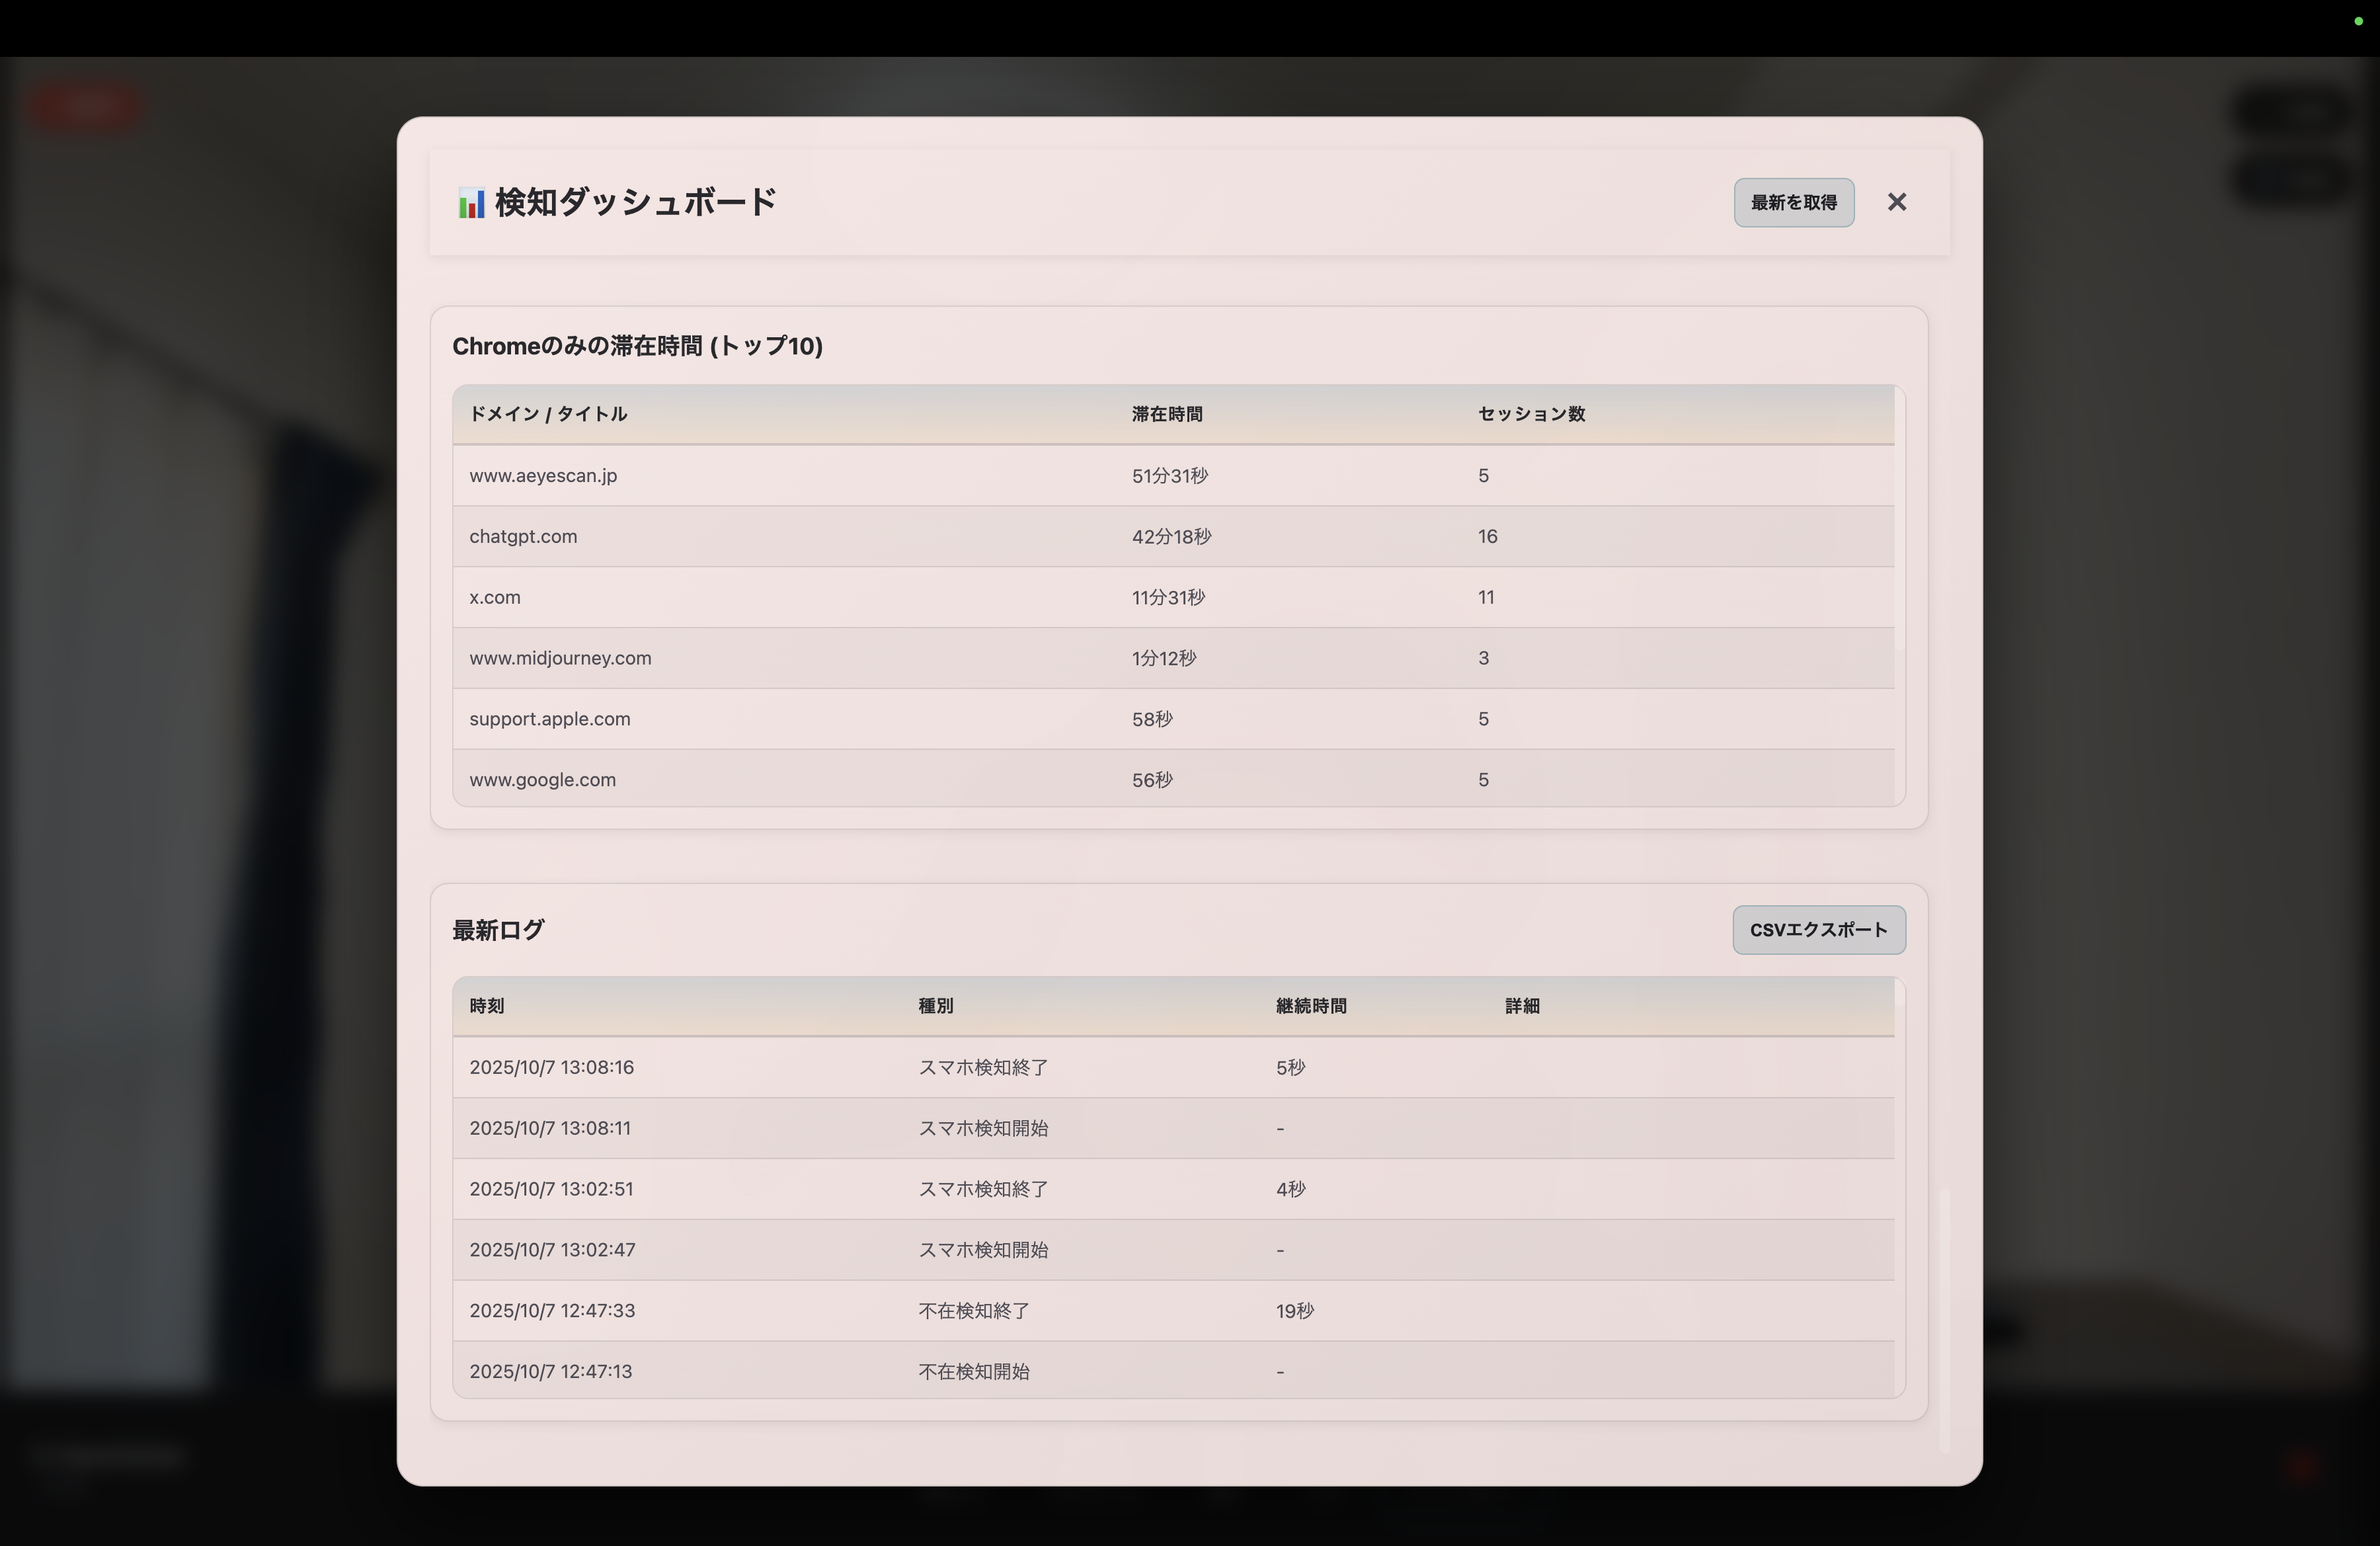 📊 検知ダッシュボード
最新を取得 ✕
Chromeのみの滞在時間 (トップ10)
ドメイン / タイトル 滞在時間 セッション数
www.aeyescan.jp 51分31秒 5
chatgpt.com 42分18秒 16
x.com 11分31秒 11
www.midjourney.com 1分12秒 3
support.apple.com 58秒 5
www.google.com 56秒 5
最新ログ
CSVエクスポート
時刻 種別 継続時間 詳細
2025/10/7 13:08:16 スマホ検知終了 5秒
2025/10/7 13:08:11 スマホ検知開始 -
2025/10/7 13:02:51 スマホ検知終了 4秒
2025/10/7 13:02:47 スマホ検知開始 -
2025/10/7 12:47:33 不在検知終了 19秒
2025/10/7 12:47:13 不在検知開始 -